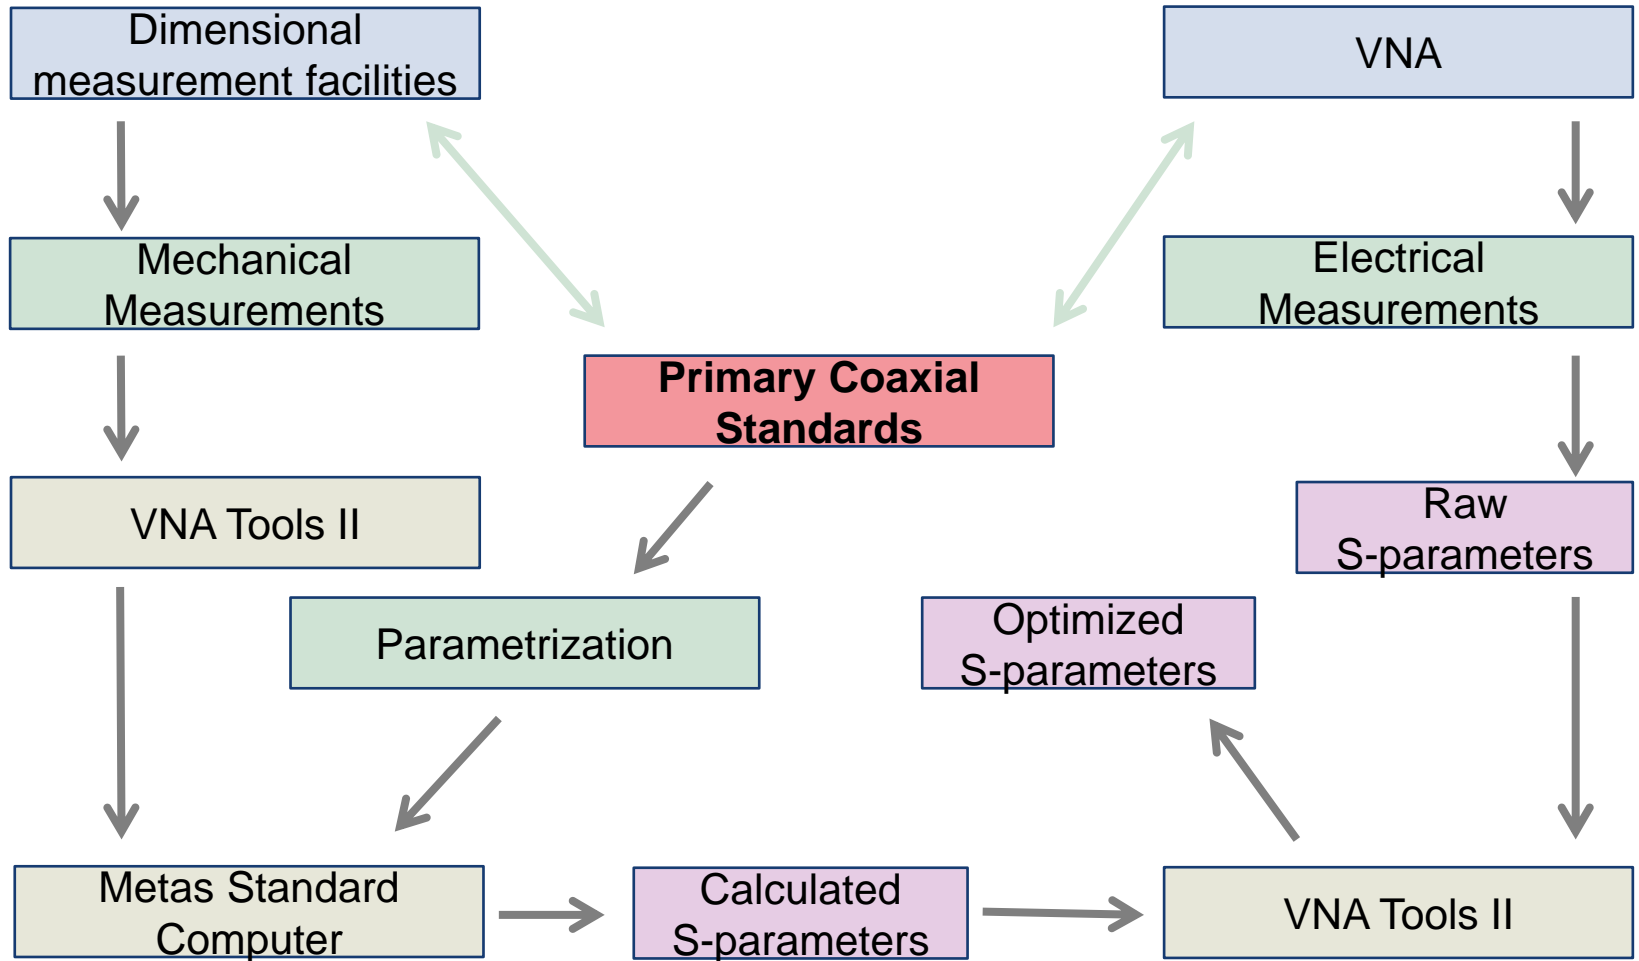 Dimensional
measurement facilities
VNA
Mechanical
Measurements
Electrical
Measurements
Primary Coaxial
Standards
VNA Tools II
Raw
S-parameters
Parametrization
Optimized
S-parameters
Metas Standard
Computer
Calculated
S-parameters
VNA Tools II